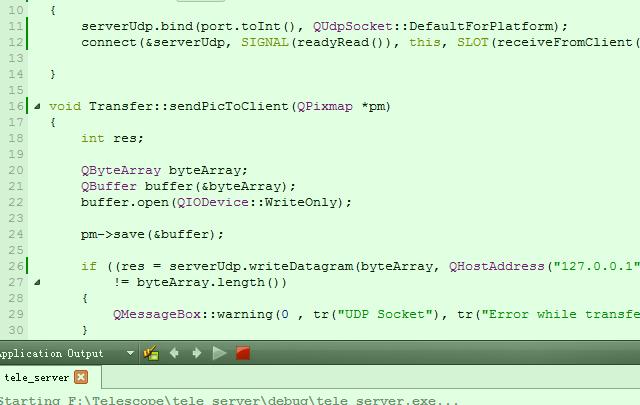 10 {
11 serverUdp.bind(port.toInt(), QUdpSocket::DefaultForPlatform);
12 connect(&serverUdp, SIGNAL(readyRead()), this, SLOT(receiveFromClient(
13
14 }
15
16 void Transfer::sendPicToClient(QPixmap *pm)
17 {
18 int res;
19
20 QByteArray byteArray;
21 QBuffer buffer(&byteArray);
22 buffer.open(QIODevice::WriteOnly);
23
24 pm->save(&buffer);
25
26 if ((res = serverUdp.writeDatagram(byteArray, QHostAddress("127.0.0.1"
27 != byteArray.length())
28 {
29 QMessageBox::warning(0 , tr("UDP Socket"), tr("Error while transfe
30 }
Application Output
tele_server
Starting F:\Telescope\tele_server\debug\tele_server.exe...